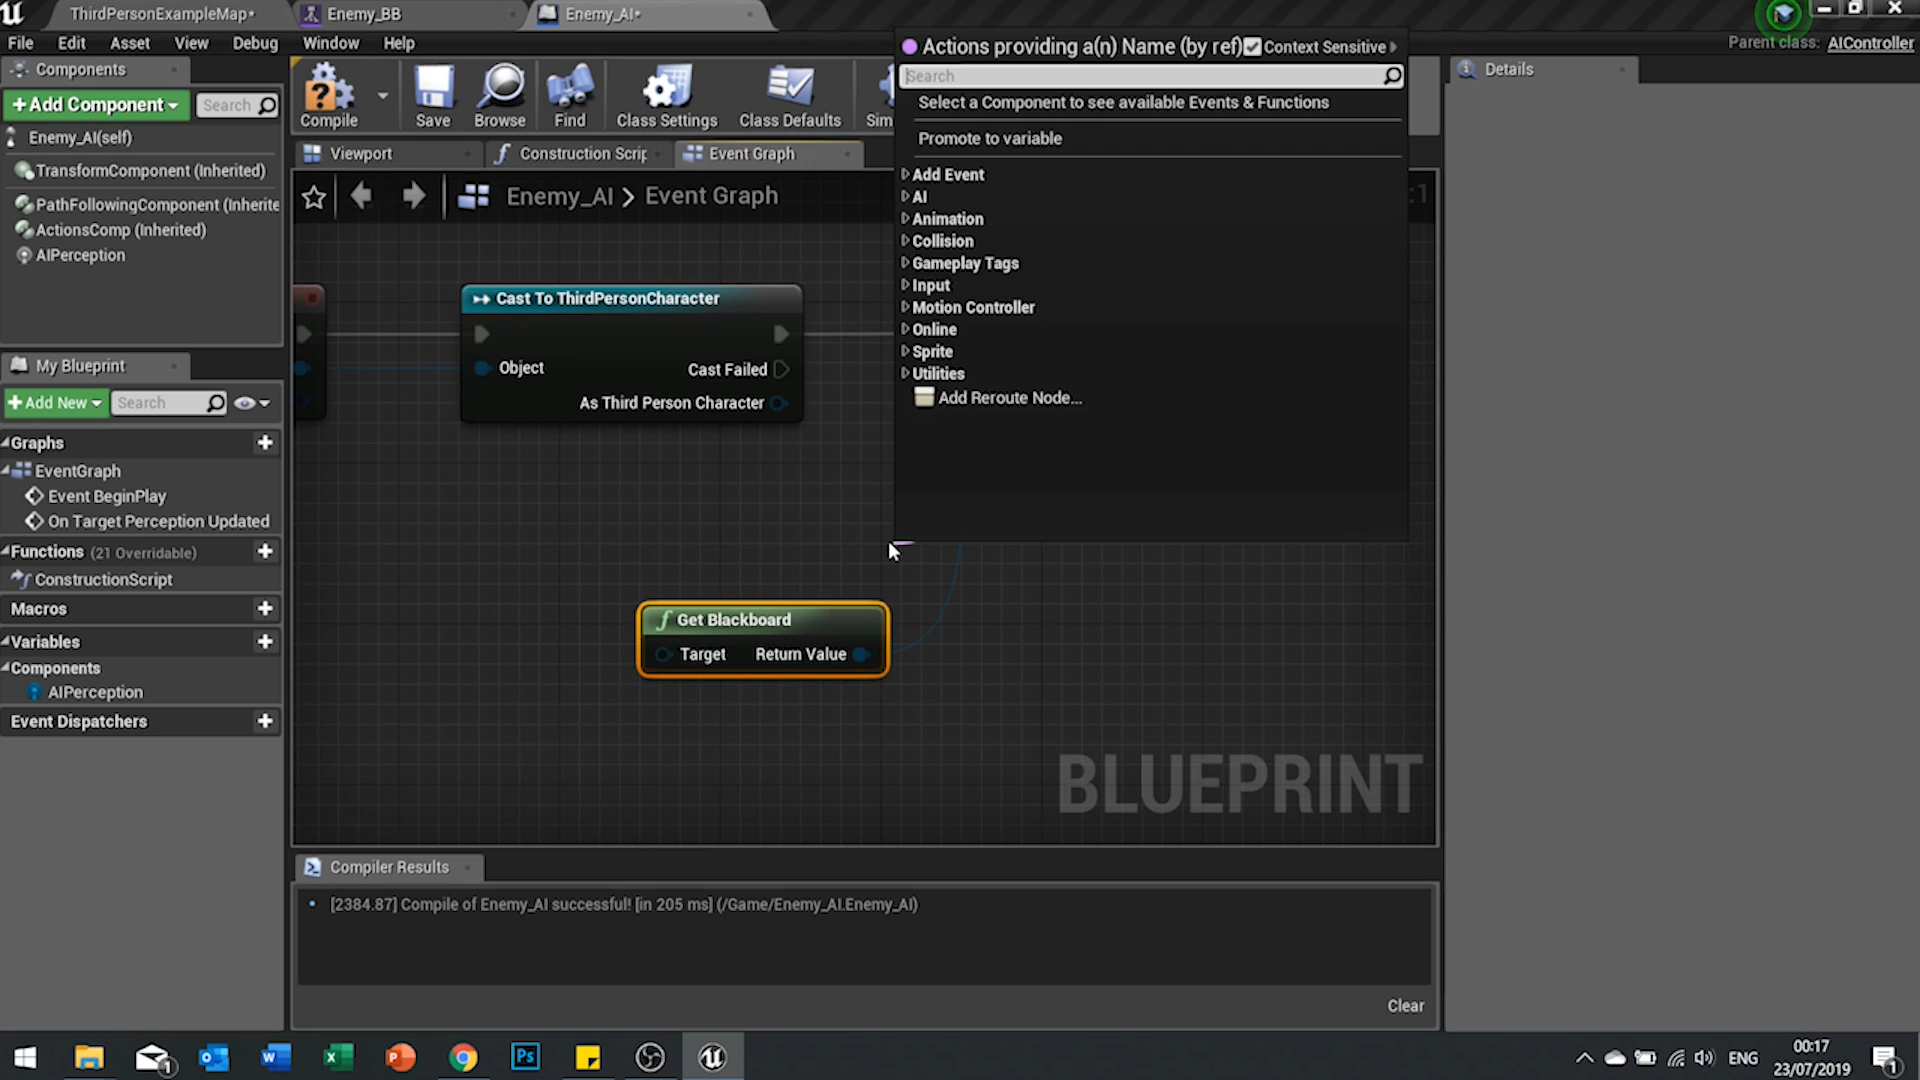 ThirdPersonExampleMap*
Enemy_BB
Enemy_AI*
File Edit Asset View Debug Window Help
Parent class: AIController
Components
+Add Component
Search
Enemy_AI(self)
TransformComponent (Inherited)
PathFollowingComponent (Inherite
ActionsComp (Inherited)
AIPerception
Compile
Save
Browse
Find
Class Settings
Class Defaults
Sim
Viewport
Construction Scrip
Event Graph
Enemy_AI > Event Graph
:1
Actions providing a(n) Name (by ref)
Context Sensitive
Search
Select a Component to see available Events & Functions
Promote to variable
Add Event
AI
Animation
Collision
Gameplay Tags
Input
Motion Controller
Online
Sprite
Utilities
Add Reroute Node...
Cast To ThirdPersonCharacter
Object
Cast Failed
As Third Person Character
f Get Blackboard
Target
Return Value
BLUEPRINT
My Blueprint
+Add New
Search
Graphs
EventGraph
Event BeginPlay
On Target Perception Updated
Functions (21 Overridable)
ConstructionScript
Macros
Variables
Components
AIPerception
Event Dispatchers
Details
Compiler Results
[2384.87] Compile of Enemy_AI successful! [in 205 ms] (/Game/Enemy_AI.Enemy_AI)
Clear
ENG
00:17
23/07/2019